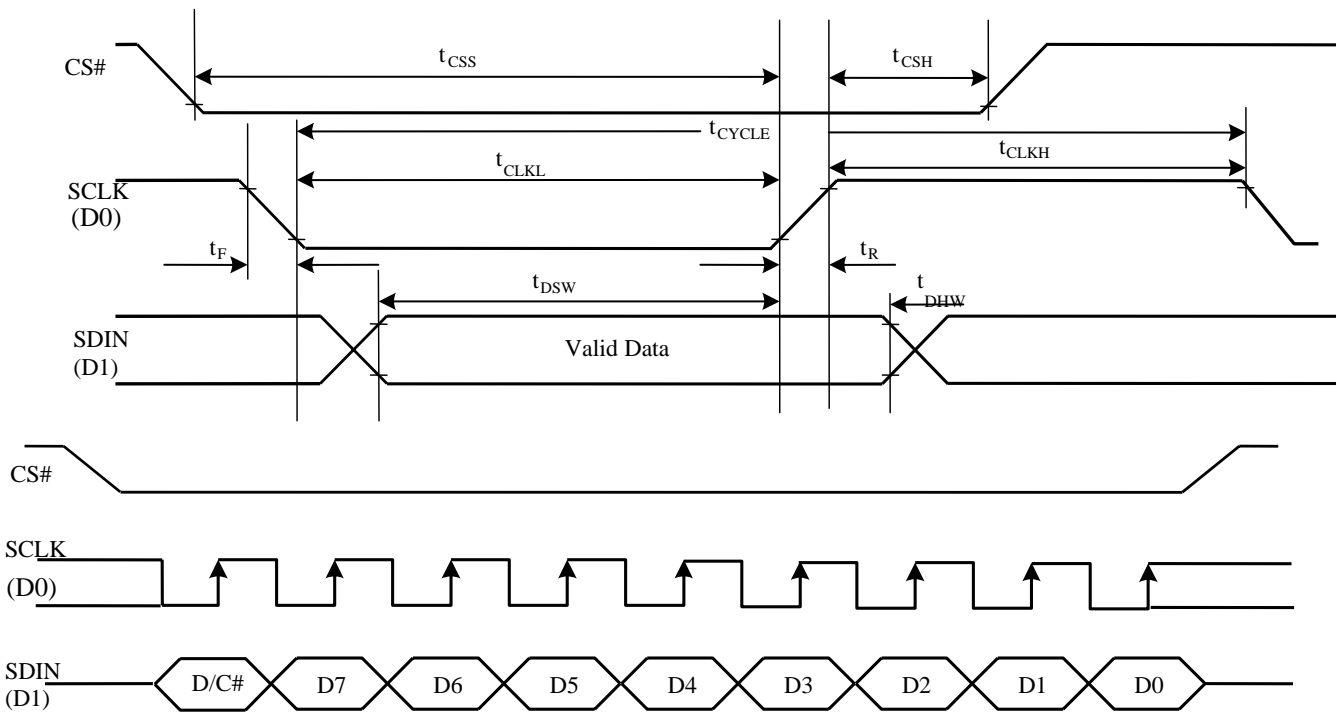 CS#
tCSS
tCSH
tCYCLE
tCLKL
tCLKH
SCLK
(D0)
tF
tR
tDSW
tDHW
SDIN
(D1)
Valid Data
CS#
SCLK
(D0)
SDIN
(D1)
D/C# D7 D6 D5 D4 D3 D2 D1 D0